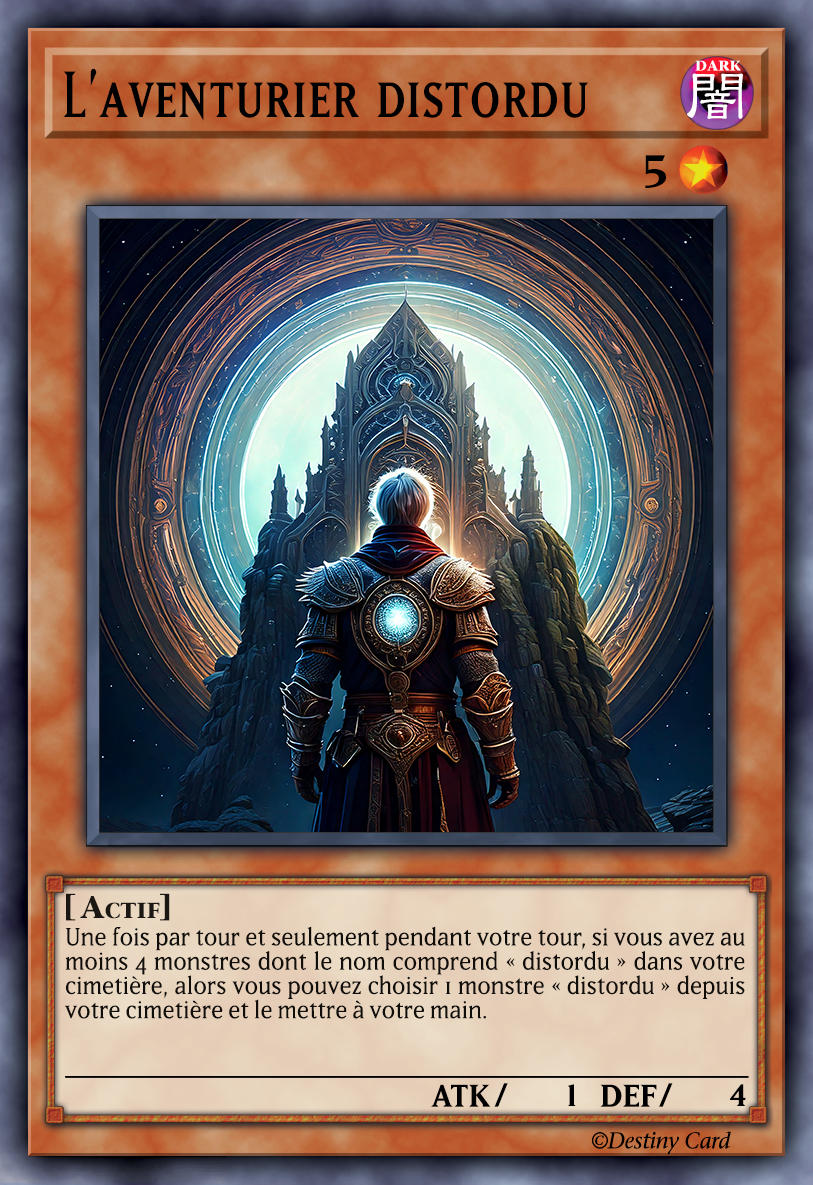 L'aventurier distordu
DARK
闇
5
[ Actif]
Une fois par tour et seulement pendant votre tour, si vous avez au
moins 4 monstres dont le nom comprend « distordu » dans votre
cimetière, alors vous pouvez choisir 1 monstre « distordu » depuis
votre cimetière et le mettre à votre main.
ATK/ 1 DEF/ 4
©Destiny Card